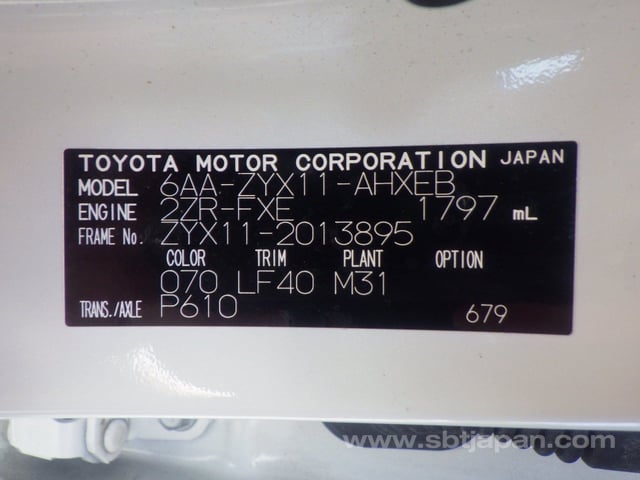 TOYOTA MOTOR CORPORATION JAPAN
MODEL 6AA-ZYX11-AHXEB
ENGINE 2ZR-FXE 1797 mL
FRAME No. ZYX11-2013895
COLOR TRIM PLANT OPTION
070 LF40 M31
TRANS./AXLE P610 679
www.sbtjapan.com